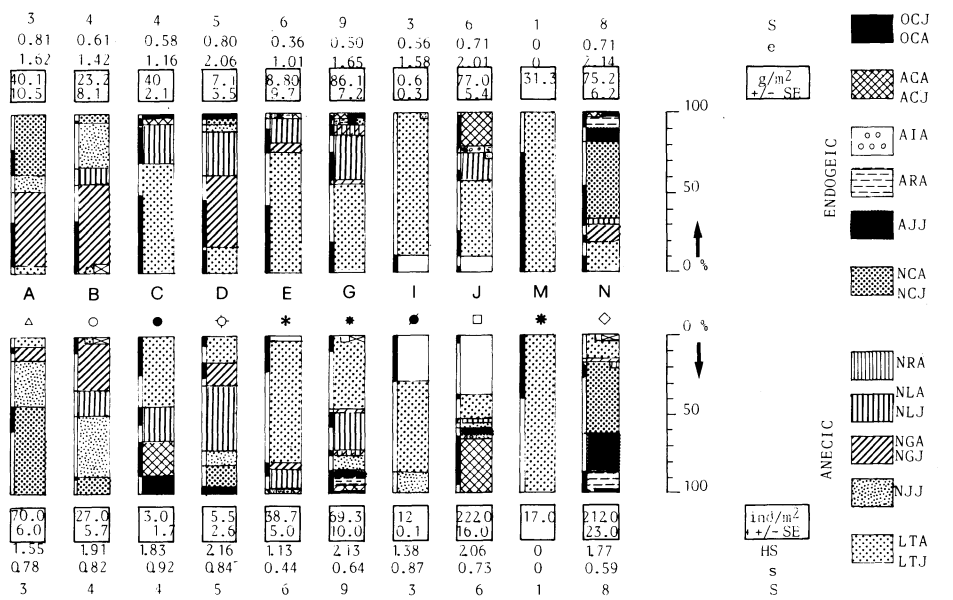 3 4 4 5 6 9 3 6 1 8 S
0.81 0.61 0.58 0.80 0.36 0.50 0.56 0.71 0 0.71 e
1.62 1.42 1.16 2.06 1.01 1.65 1.58 2.01 0 2.14
40.1 23.2 40 7.1 8.80 86.1 0.6 77.0 31.3 75.2 g/m2
10.5 8.1 2.1 3.5 9.7 7.2 0.3 5.4 6.2 +/- SE
OCJ
OCA
ACA
ACJ
AIA
ARA
AJJ
NCA
NCJ
100
50
0 %
ENDOGEIC
A B C D E G I J M N
0 %
50
100
ANECIC
NRA
NLA
NLJ
NGA
NGJ
NJJ
LTA
LTJ
70.0 27.0 3.0 5.5 38.7 69.3 12 222.0 17.0 212.0 ind/m2
6.0 5.7 1.7 2.6 5.0 10.0 0.1 16.0 23.0 +/- SE
1.55 1.91 1.83 2.16 1.13 2.13 1.38 2.06 0 1.77 HS
0.78 0.82 0.92 0.84 0.44 0.64 0.87 0.73 0 0.59 s
3 4 4 5 6 9 3 6 1 8 S